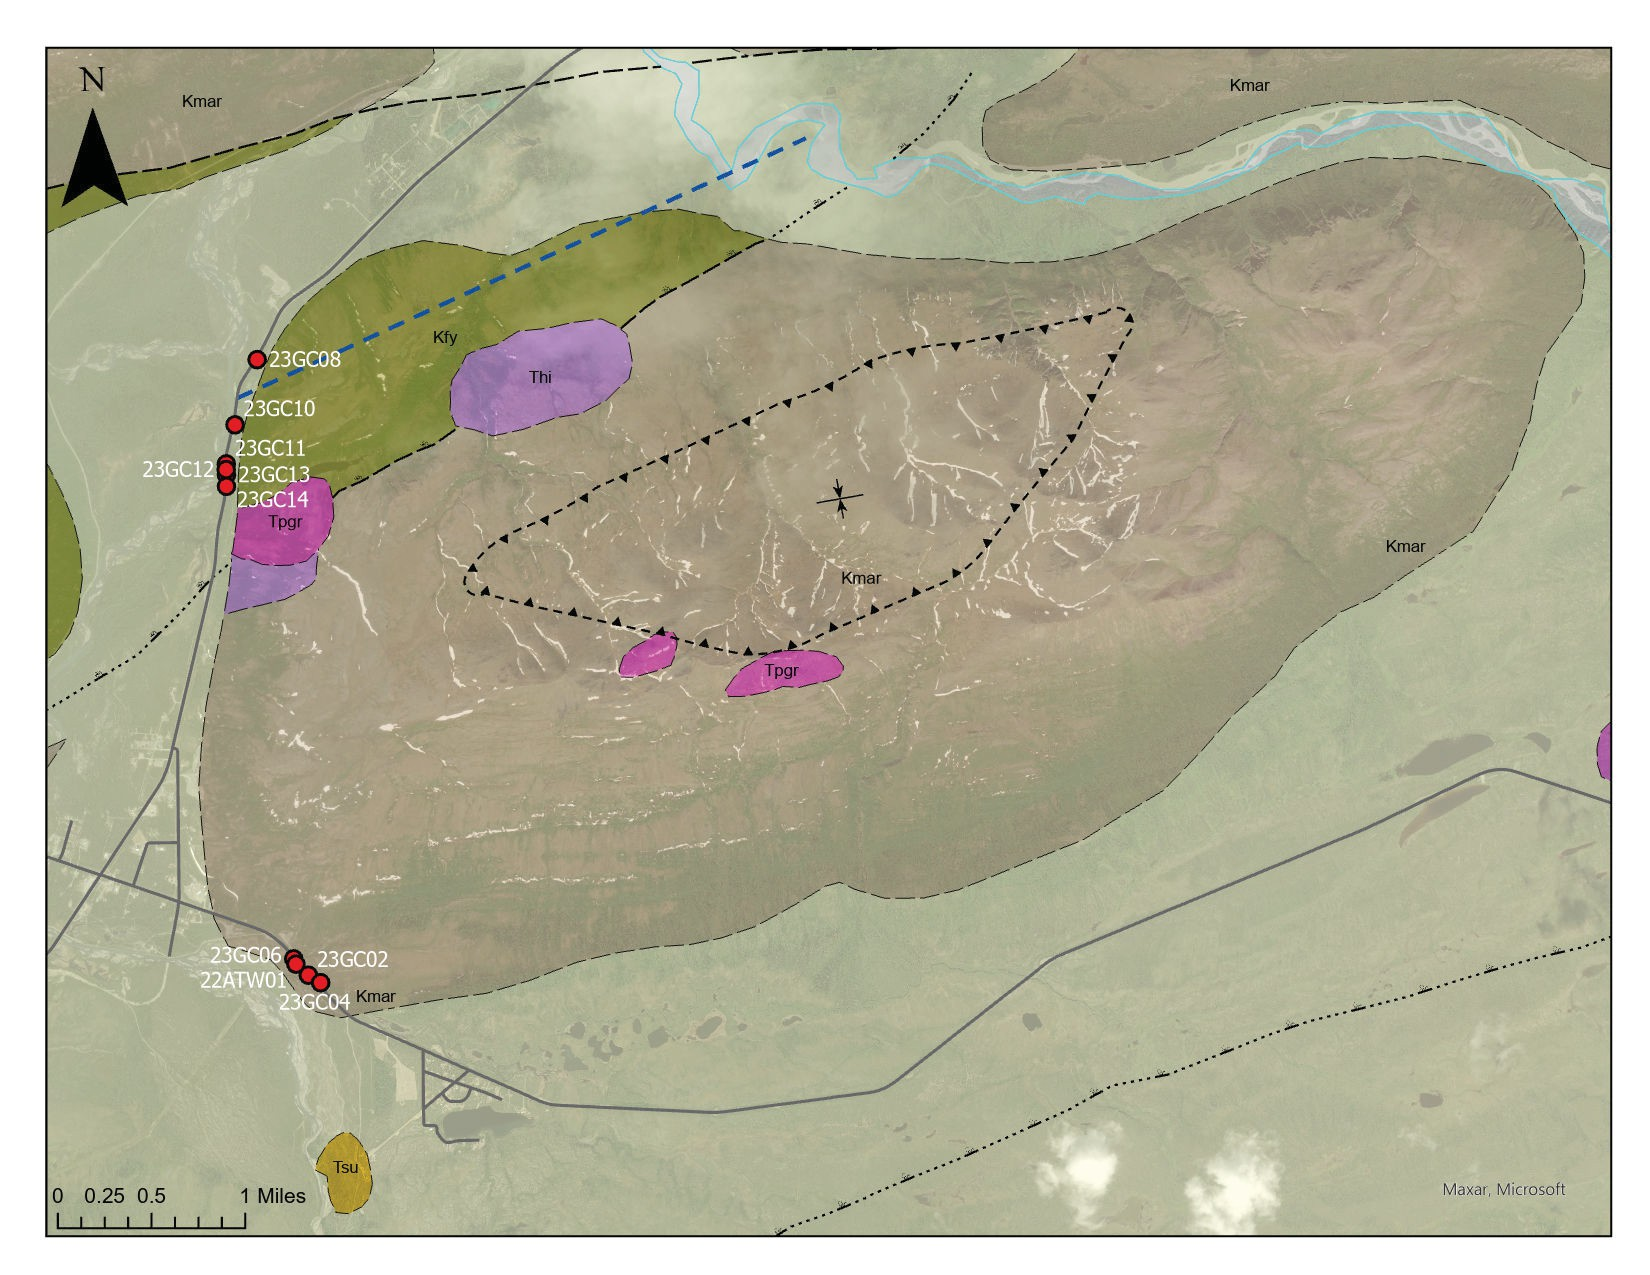 N
Kmar
Kmar
Kfy
23GC08
Thi
23GC10
23GC11
23GC12
23GC13
23GC14
Tpgr
Kmar
Kmar
Tpgr
23GC06
23GC02
22ATW01
23GC04
Kmar
Tsu
0 0.25 0.5 1 Miles
Maxar, Microsoft